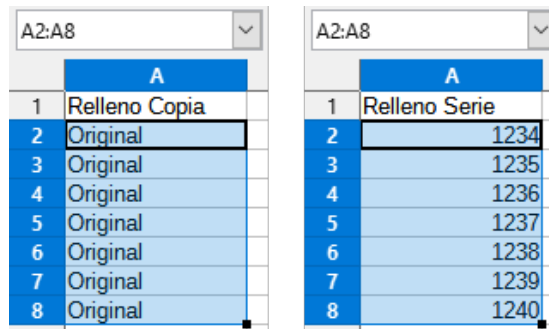 A2:A8
A
1 Relleno Copia
2 Original
3 Original
4 Original
5 Original
6 Original
7 Original
8 Original
A2:A8
A
1 Relleno Serie
2 1234
3 1235
4 1236
5 1237
6 1238
7 1239
8 1240